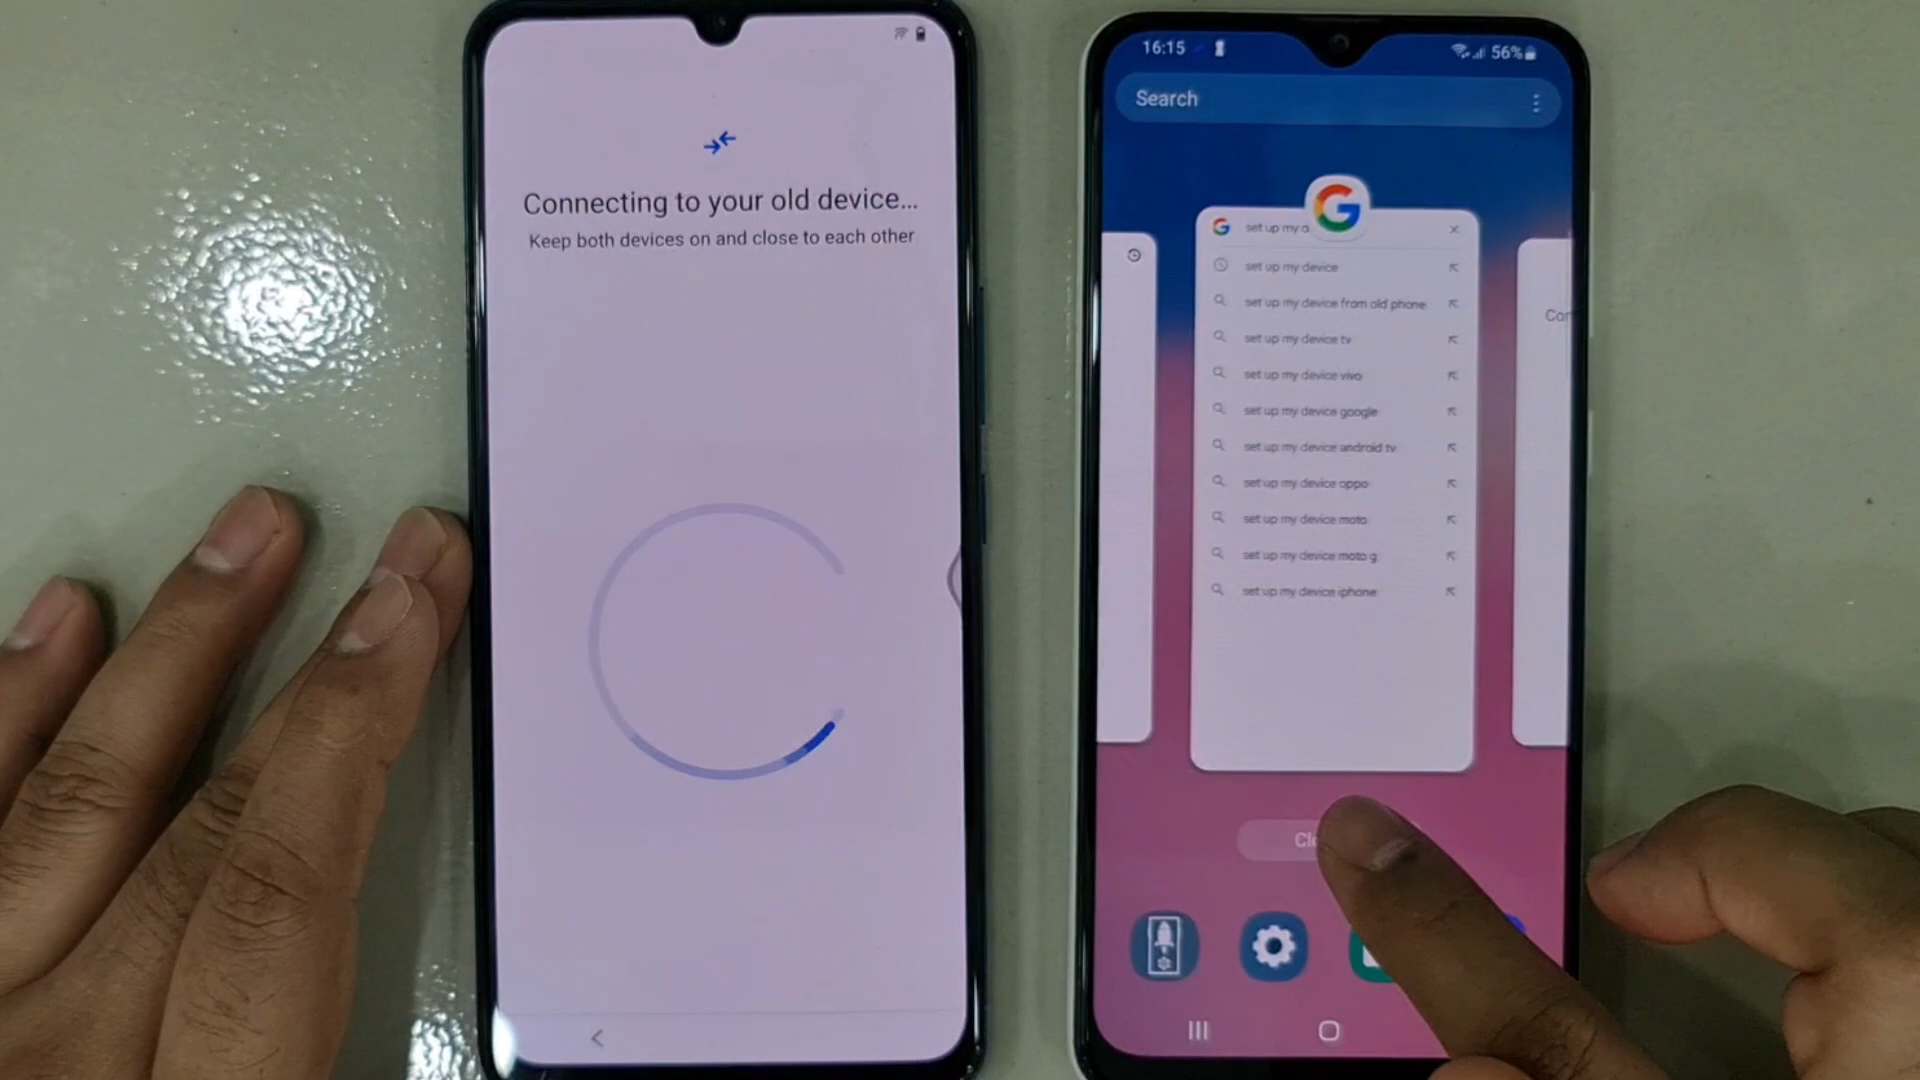 Connecting to your old device...
Keep both devices on and close to each other
16:15
56%
Search
set up my d
set up my device
set up my device from old phone
set up my device tv
set up my device vivo
set up my device google
set up my device android tv
set up my device oppo
set up my device moto
set up my device moto g
set up my device iphone